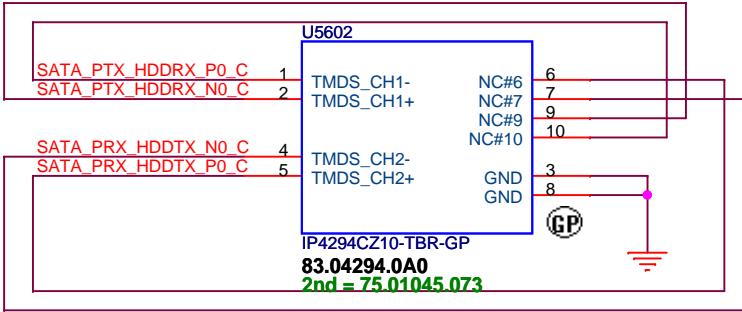 U5602
SATA_PTX_HDDRX_P0_C 1 TMDS_CH1- NC#6 6
SATA_PTX_HDDRX_N0_C 2 TMDS_CH1+ NC#7 7
NC#9 9
NC#10 10
SATA_PRX_HDDTX_N0_C 4 TMDS_CH2-
SATA_PRX_HDDTX_P0_C 5 TMDS_CH2+ GND 3
GND 8
GP
IP4294CZ10-TBR-GP
83.04294.0A0
2nd = 75.01045.073